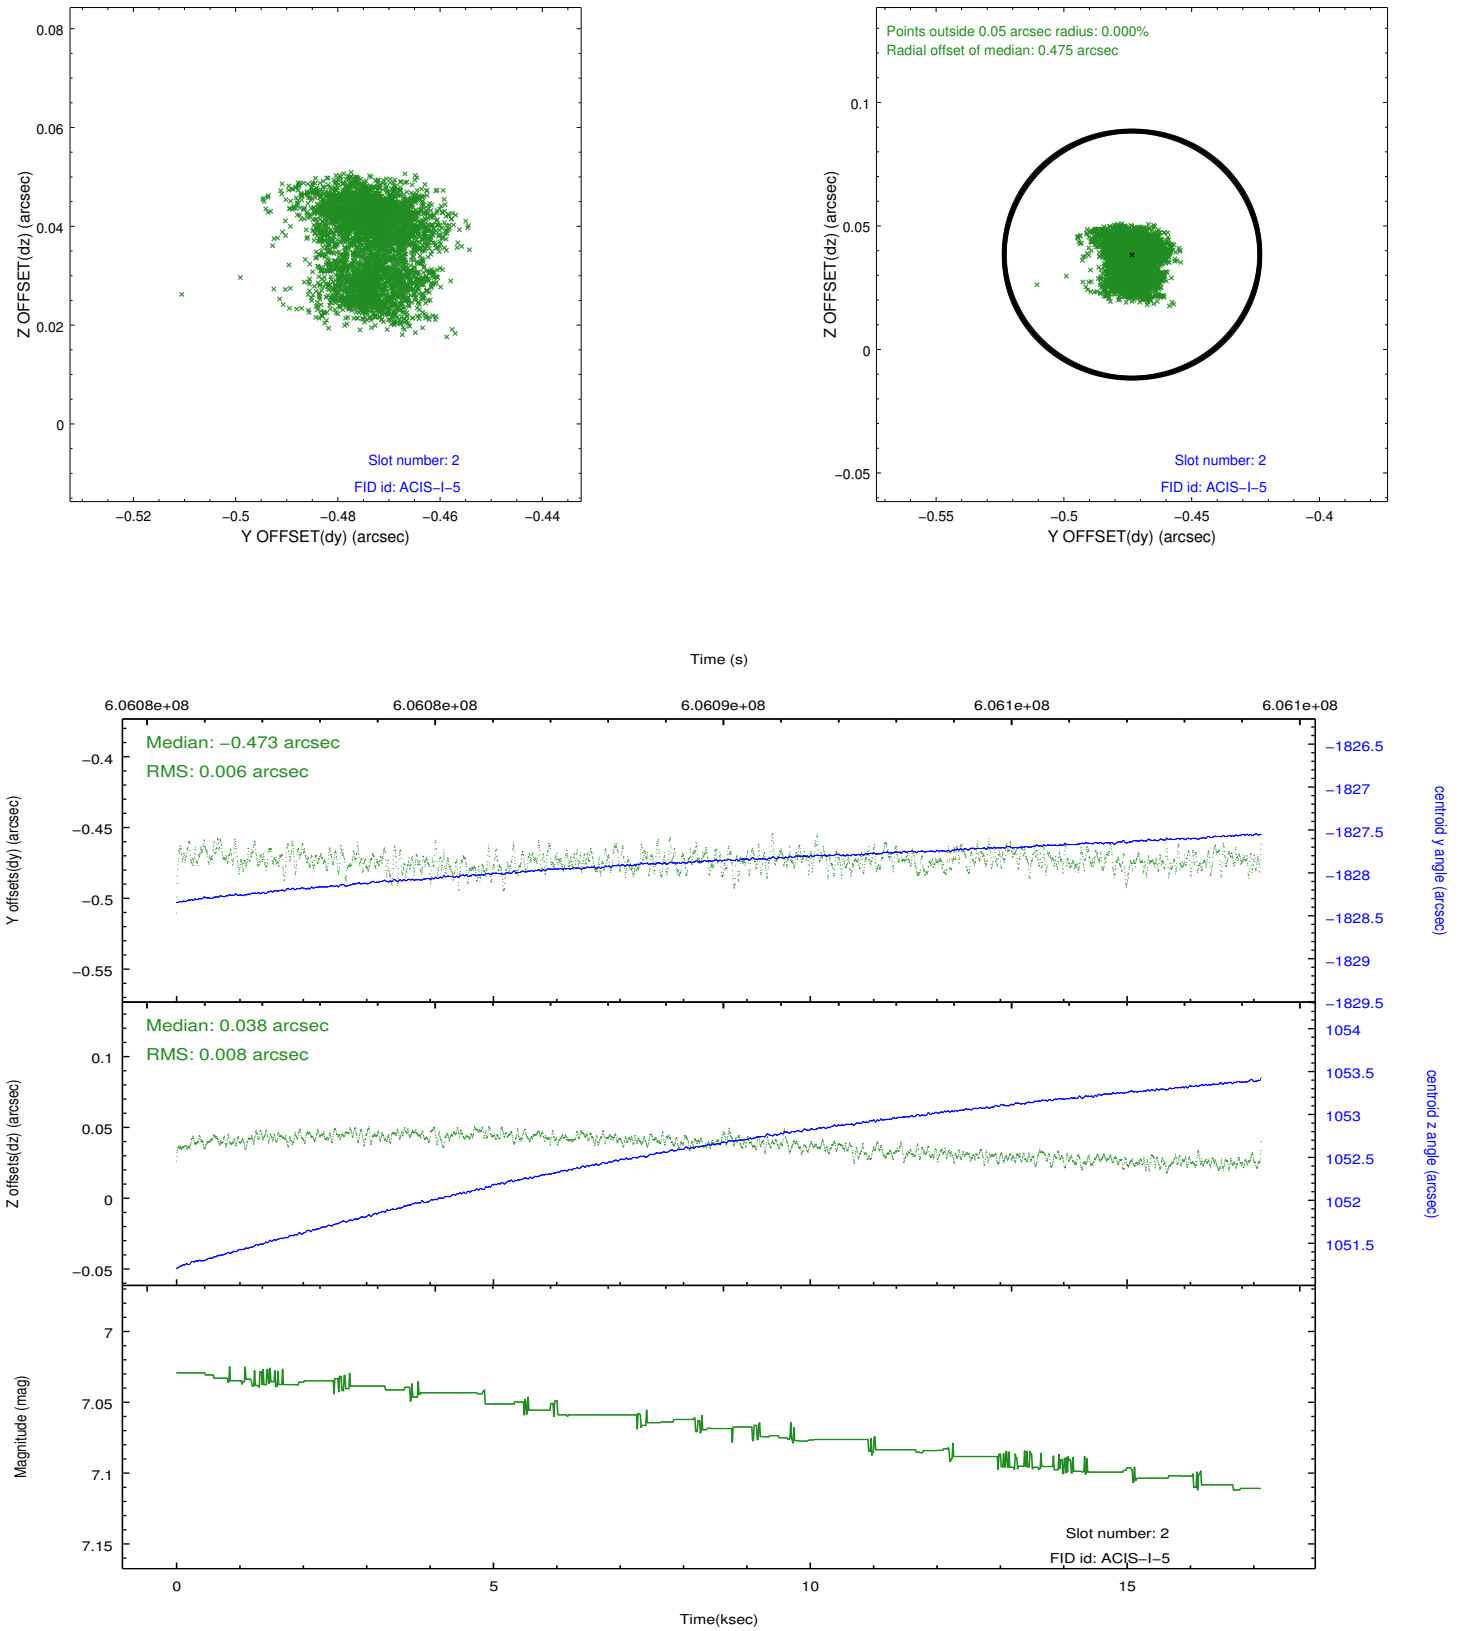 0.08
0.06
0.04
0.02
0
Z OFFSET(dz) (arcsec)
Slot number: 2
FID id: ACIS−I−5
−0.52
−0.5
−0.48
−0.46
−0.44
Y OFFSET(dy) (arcsec)
Points outside 0.05 arcsec radius: 0.000%
Radial offset of median: 0.475 arcsec
0.1
0.05
0
−0.05
Z OFFSET(dz) (arcsec)
Slot number: 2
FID id: ACIS−I−5
−0.55
−0.5
−0.45
−0.4
Y OFFSET(dy) (arcsec)
Time (s)
6.0608e+08
6.0608e+08
6.0609e+08
6.061e+08
6.061e+08
Median: −0.473 arcsec
RMS: 0.006 arcsec
−0.4
−0.45
−0.5
−0.55
Y offsets(dy) (arcsec)
−1826.5
−1827
−1827.5
−1828
−1828.5
−1829
−1829.5
centroid y angle (arcsec)
Median: 0.038 arcsec
RMS: 0.008 arcsec
0.1
0.05
0
−0.05
Z offsets(dz) (arcsec)
1054
1053.5
1053
1052.5
1052
1051.5
centroid z angle (arcsec)
7
7.05
7.1
7.15
Magnitude (mag)
Slot number: 2
FID id: ACIS−I−5
0
5
10
15
Time(ksec)